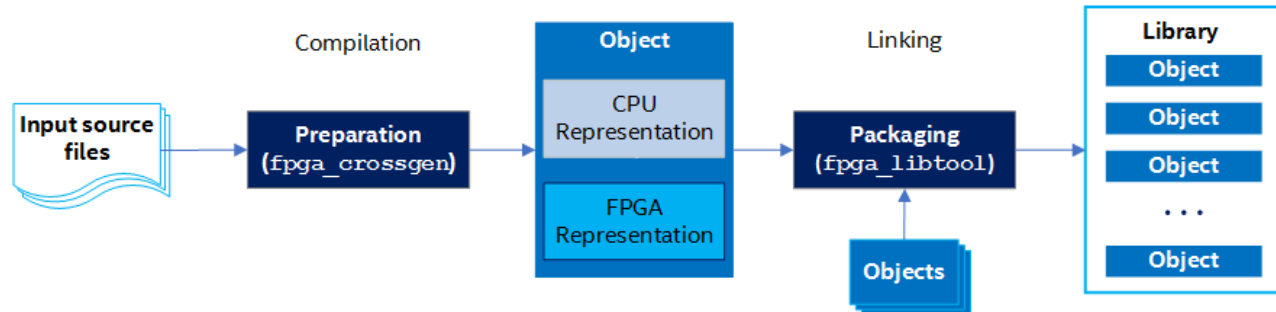 Compilation
Object
Linking
Library
Input source
files
Preparation
(fpga_crossgen)
CPU
Representation
FPGA
Representation
Packaging
(fpga_libtool)
Objects
Object
Object
Object
...
Object